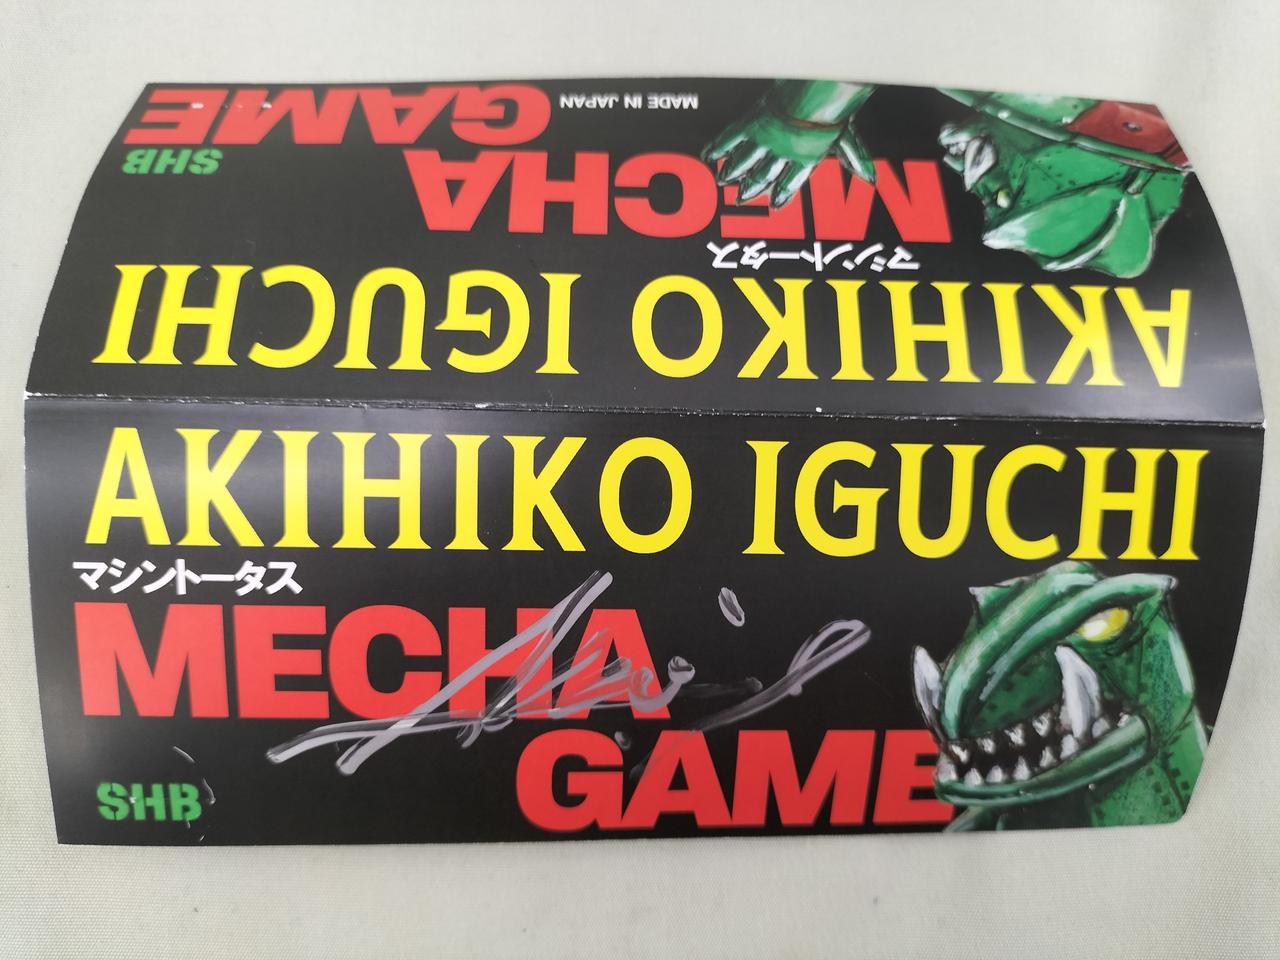 MADE IN JAPAN
GAME
SHB
MECHA
マシントータス
AKIHIKO IGUCHI
AKIHIKO IGUCHI
マシントータス
MECHA
GAME
SHB